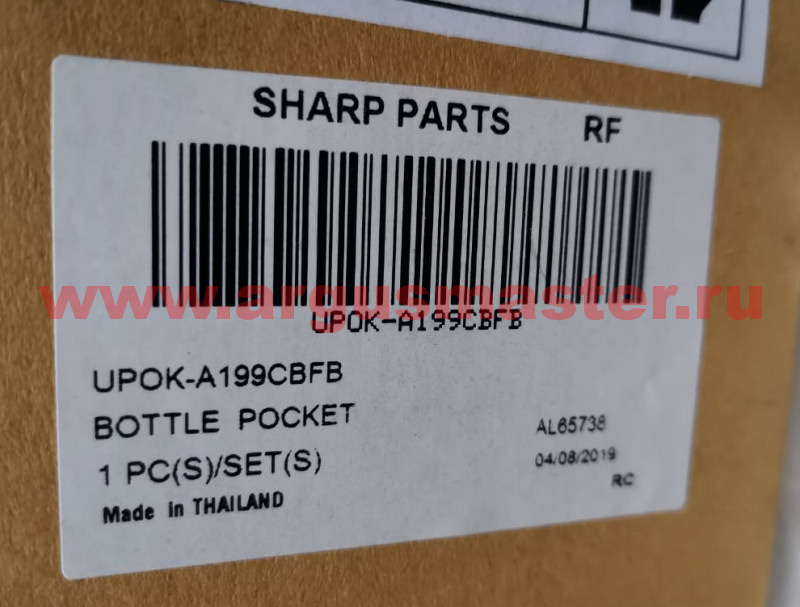 SHARP PARTS RF
www.argusmaster.ru
UPOK-A199CBFB
UPOK-A199CBFB
BOTTLE POCKET
AL65738
1 PC(S)/SET(S)
04/08/2019
RC
Made in THAILAND